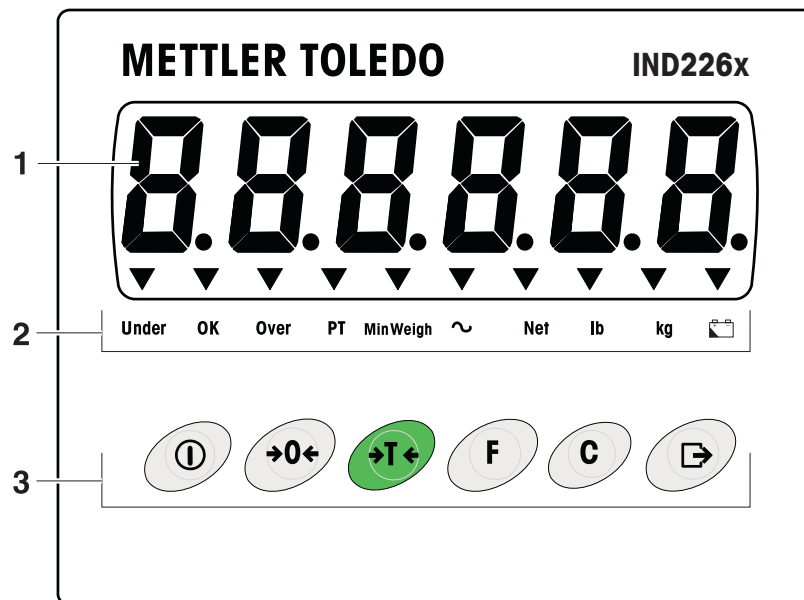 METTLER TOLEDO IND226x
1
8.8.8.8.8.8.
2 Under OK Over PT MinWeigh ~ Net lb kg
3 →0← →T← F C